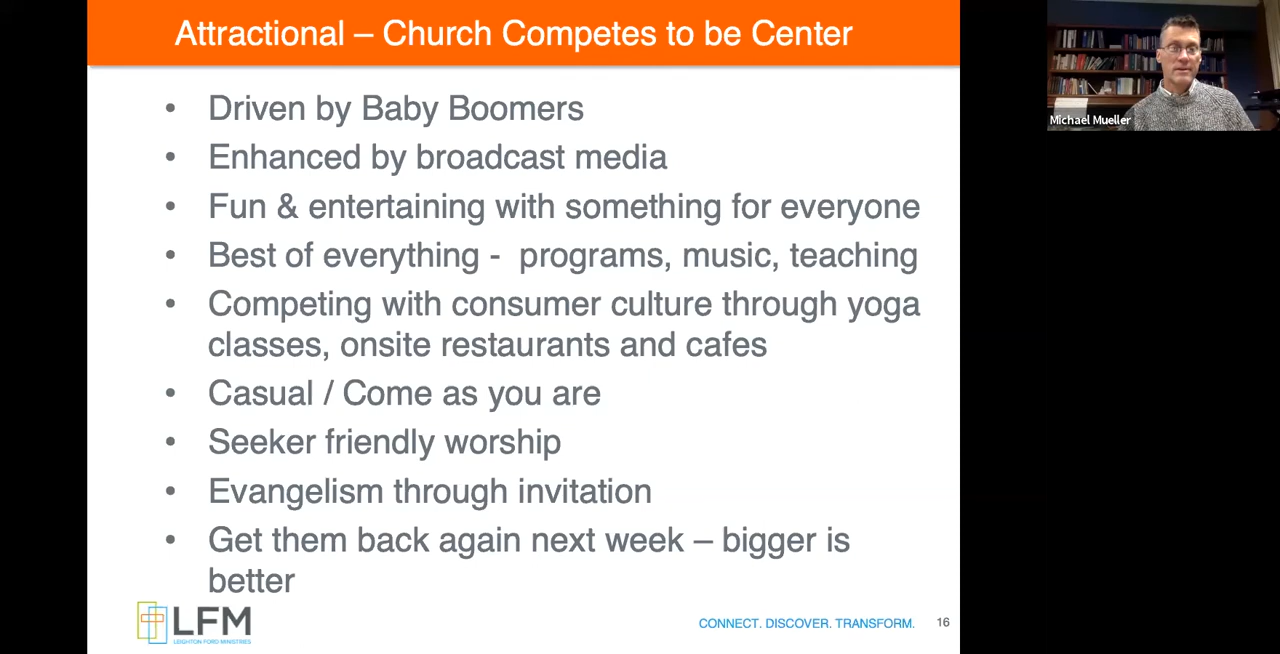 Attractional – Church Competes to be Center
Michael Mueller
• Driven by Baby Boomers
• Enhanced by broadcast media
• Fun & entertaining with something for everyone
• Best of everything -  programs, music, teaching
• Competing with consumer culture through yoga
classes, onsite restaurants and cafes
• Casual / Come as you are
• Seeker friendly worship
• Evangelism through invitation
• Get them back again next week – bigger is
better
LFM
LEIGHTON FORD MINISTRIES
CONNECT. DISCOVER. TRANSFORM. 16